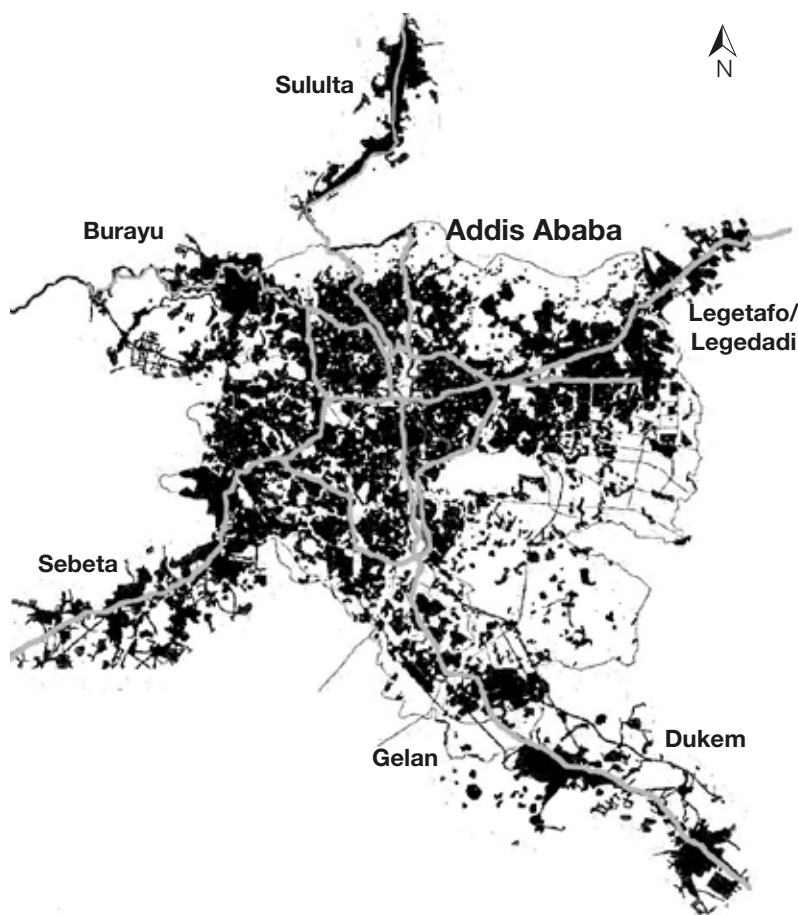 N
Sululta
Burayu
Addis Ababa
Legetafo/
Legedadi
Sebeta
Dukem
Gelan